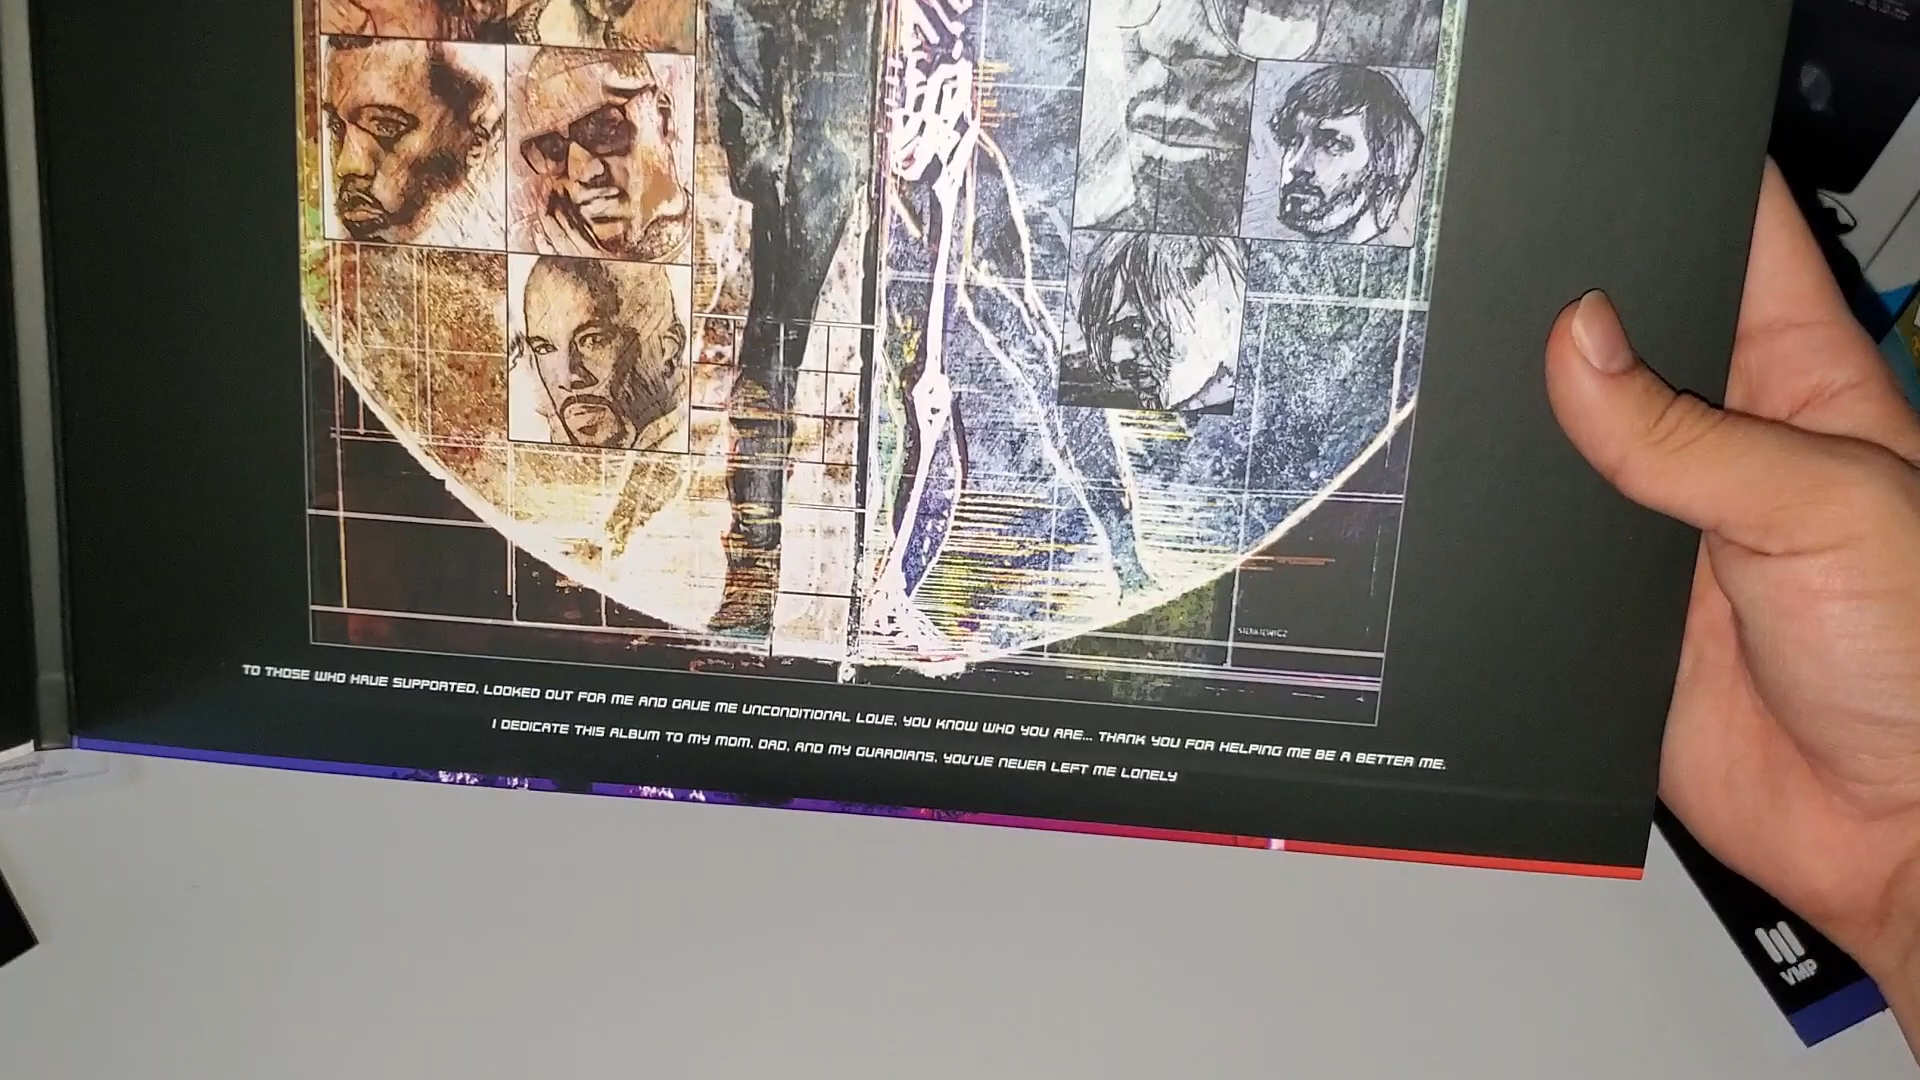 SIENKIEWICZ
TO THOSE WHO HAVE SUPPORTED, LOOKED OUT FOR ME AND GAVE ME UNCONDITIONAL LOVE, YOU KNOW WHO YOU ARE... THANK YOU FOR HELPING ME BE A BETTER ME.
I DEDICATE THIS ALBUM TO MY MOM, DAD, AND MY GUARDIANS, YOU'VE NEVER LEFT ME LONELY
VMP